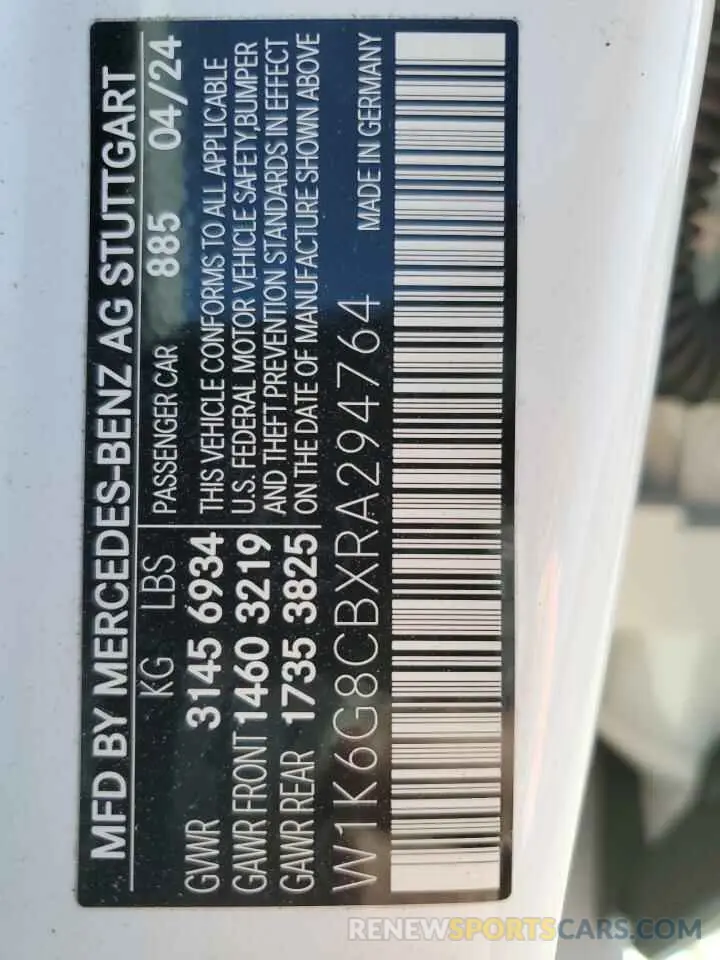 MFD BY MERCEDES-BENZ AG STUTTGART
KG LBS PASSENGER CAR 885 04/24
GVWR 3145 6934 THIS VEHICLE CONFORMS TO ALL APPLICABLE
GAWR FRONT 1460 3219 U.S. FEDERAL MOTOR VEHICLE SAFETY,BUMPER
AND THEFT PREVENTION STANDARDS IN EFFECT
GAWR REAR 1735 3825 ON THE DATE OF MANUFACTURE SHOWN ABOVE
W1K6G8CBXRA294764 MADE IN GERMANY
RENEWSPORTSCARS.COM